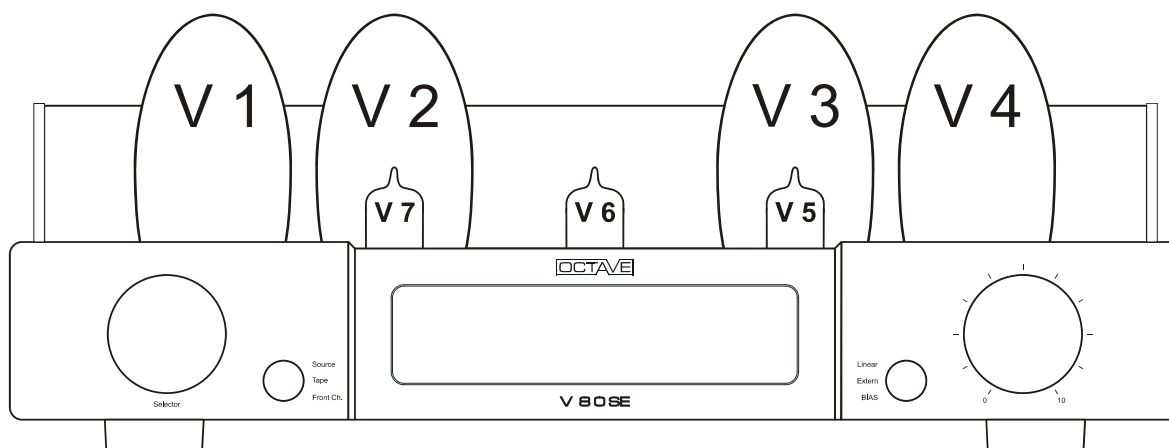 V 1
V 2
V 3
V 4
V 7
V 6
V 5
OCTAVE
Source
Tape
Front Ch.
Selector
Linear
Extern
BIAS
0
10
V 80SE